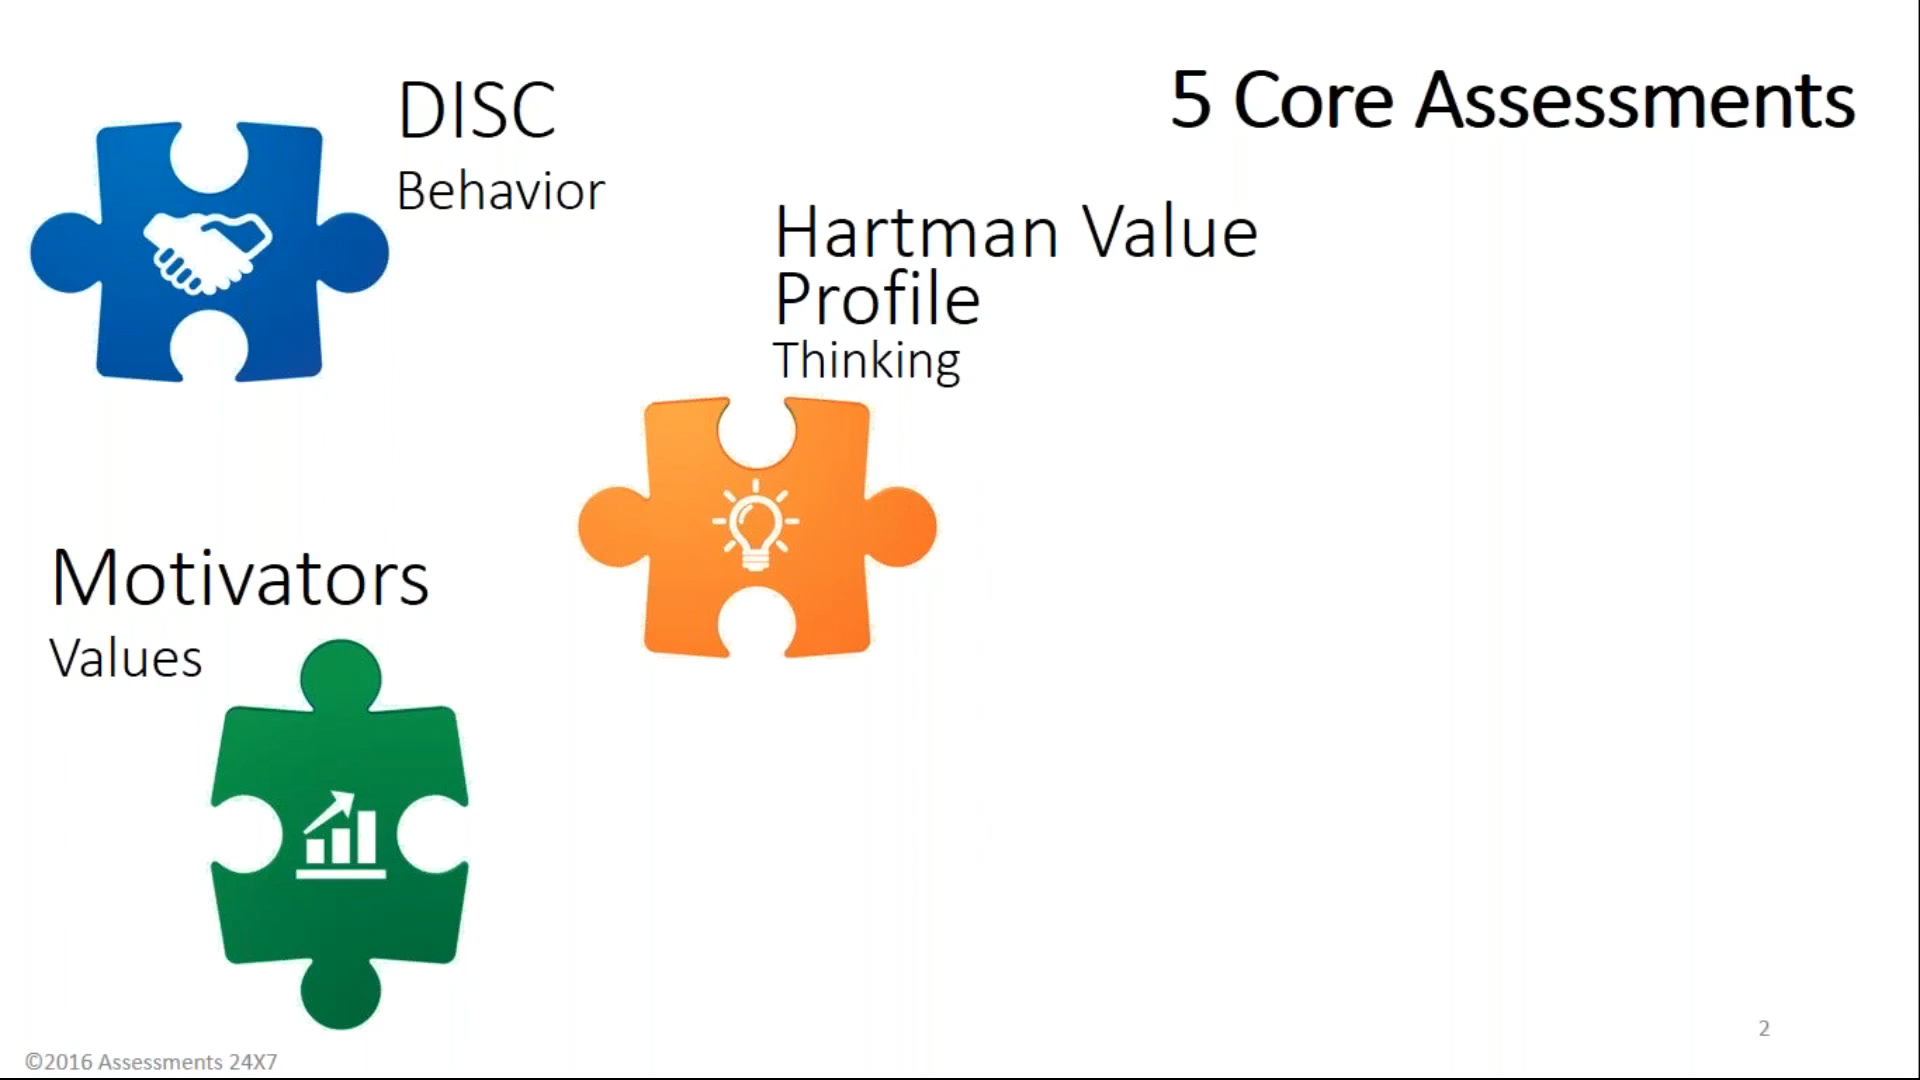 5 Core Assessments
DISC
Behavior
Hartman Value
Profile
Thinking
Motivators
Values
2
©2016 Assessments 24X7